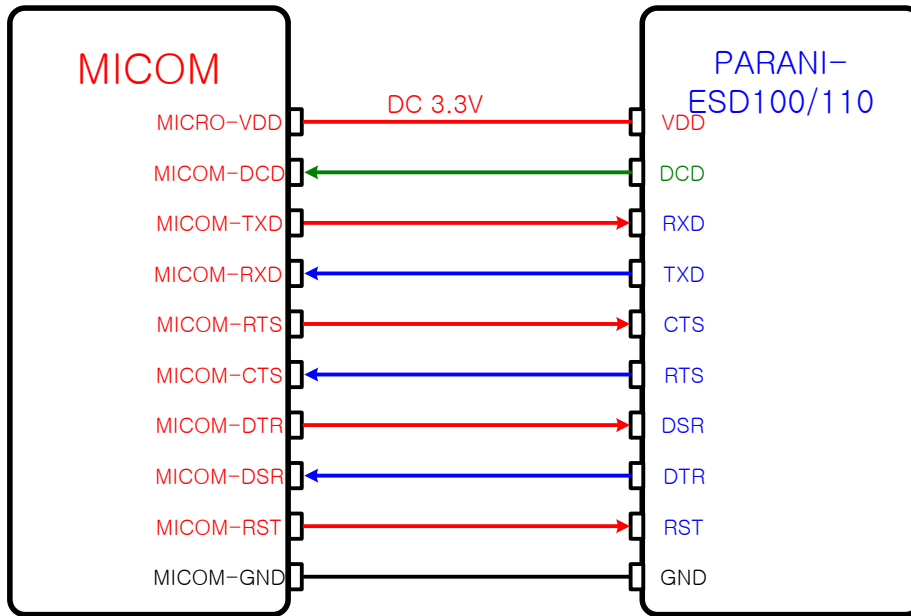 MICOM
PARANI-
ESD100/110
DC 3.3V
MICRO-VDD
VDD
MICOM-DCD
DCD
MICOM-TXD
RXD
MICOM-RXD
TXD
MICOM-RTS
CTS
MICOM-CTS
RTS
MICOM-DTR
DSR
MICOM-DSR
DTR
MICOM-RST
RST
MICOM-GND
GND